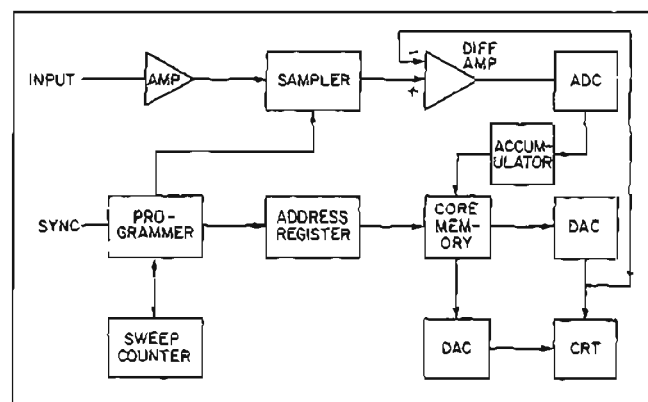 INPUT
AMP
SAMPLER
-
+
DIFF
AMP
ADC
ACCUM-
ULATOR
SYNC
PRO-
GRAMMER
ADDRESS
REGISTER
CORE
MEM-
ORY
DAC
SWEEP
COUNTER
DAC
CRT